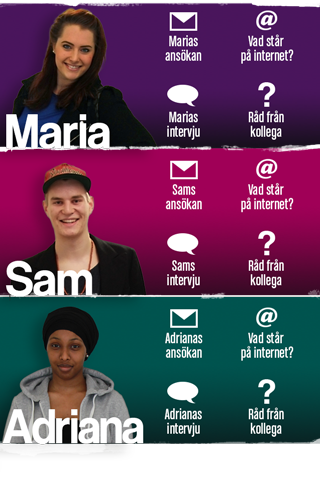 Marias
ansökan
Vad står
på internet?
Marias
intervju
Råd från
kollega
Maria
Sams
ansökan
Vad står
på internet?
Sams
intervju
Råd från
kollega
Sam
Adrianas
ansökan
Vad står
på internet?
Adrianas
intervju
Råd från
kollega
Adriana